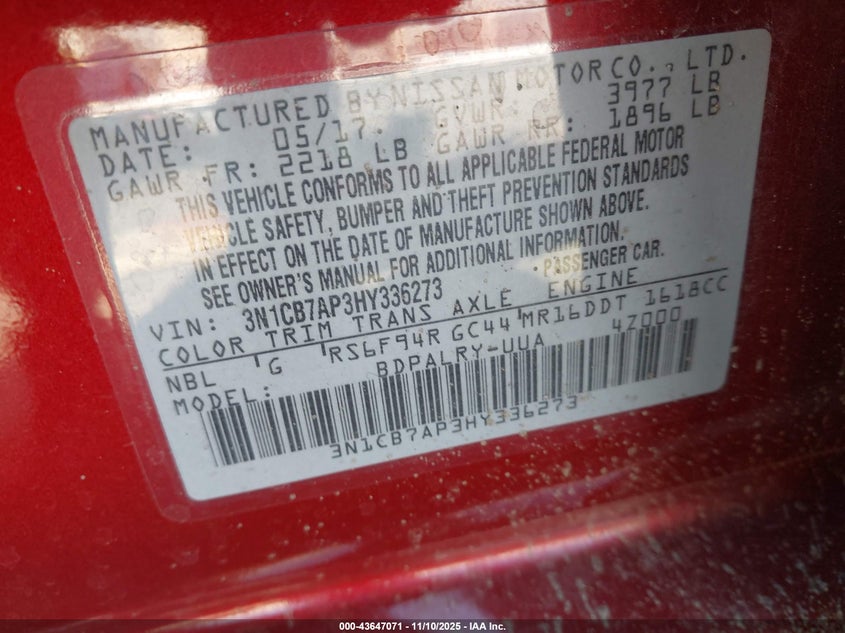 MANUFACTURED BY NISSAN MOTOR CO., LTD.
DATE: 05/17 GVWR: 3977 LB
GAWR FR: 2218 LB GAWR RR: 1896 LB
THIS VEHICLE CONFORMS TO ALL APPLICABLE FEDERAL MOTOR
VEHICLE SAFETY, BUMPER AND THEFT PREVENTION STANDARDS
IN EFFECT ON THE DATE OF MANUFACTURE SHOWN ABOVE.
SEE OWNER'S MANUAL FOR ADDITIONAL INFORMATION.
VIN: 3N1CB7AP3HY336273 PASSENGER CAR.
COLOR TRIM TRANS AXLE ENGINE
NBL G RS6F94R GC44 MR16DDT 1618CC
MODEL: BDPALRY-UUA 4Z000
3N1CB7AP3HY336273
000-43647071 - 11/10/2025 - IAA Inc.